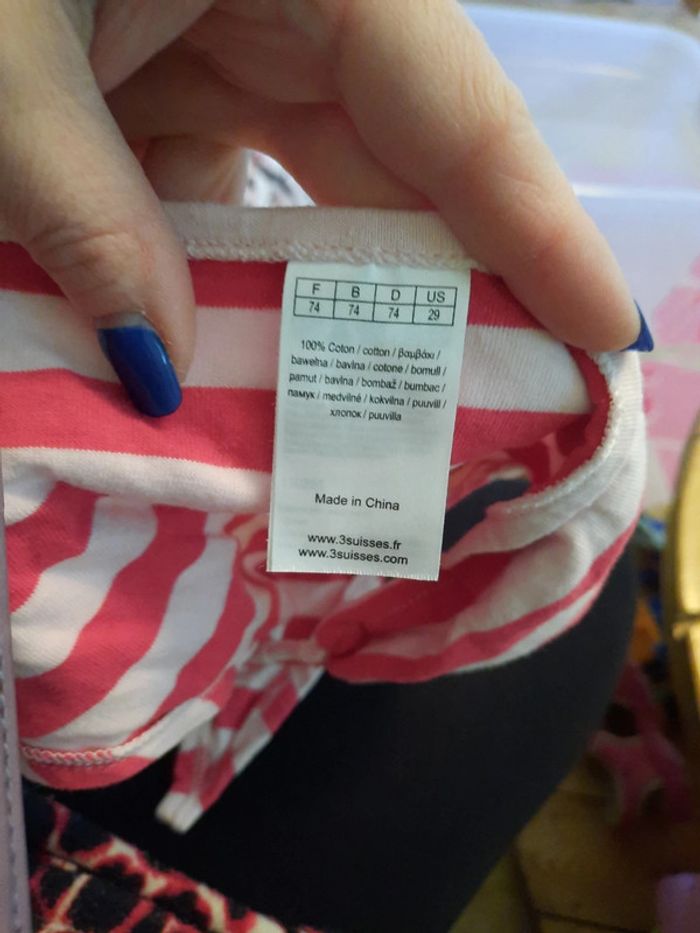 F B D US
74 74 74 29
100% Coton / cotton / βαμβάκι /
bawełna / bavlna / cotone / bomull /
pamut / bavlna / bombaž / bumbac /
памук / medvilnė / kokvilna / puuvill /
хлопок / puuvilla
Made in China
www.3suisses.fr
www.3suisses.com